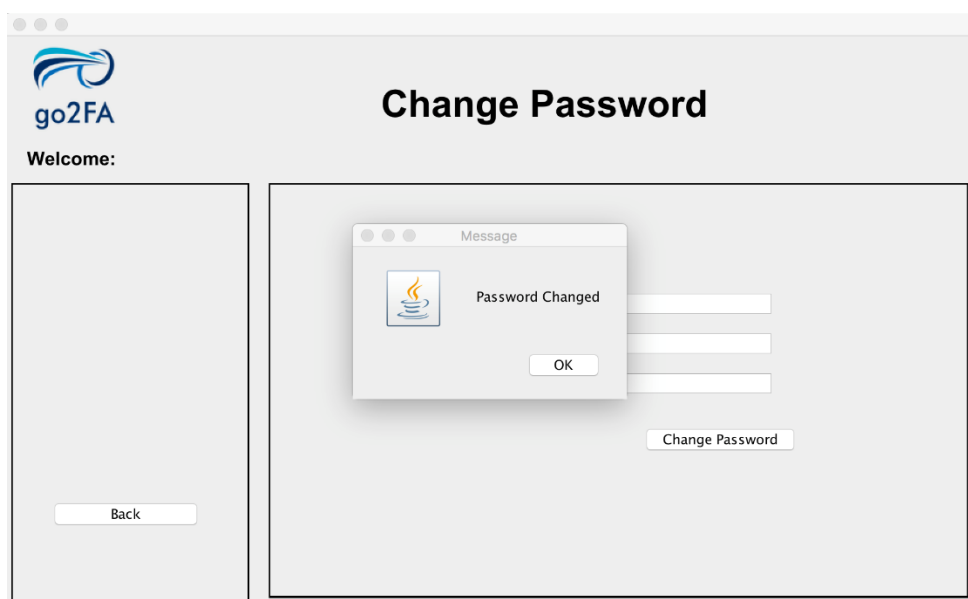 go2FA
Change Password
Welcome:
Message
Password Changed
OK
Change Password
Back